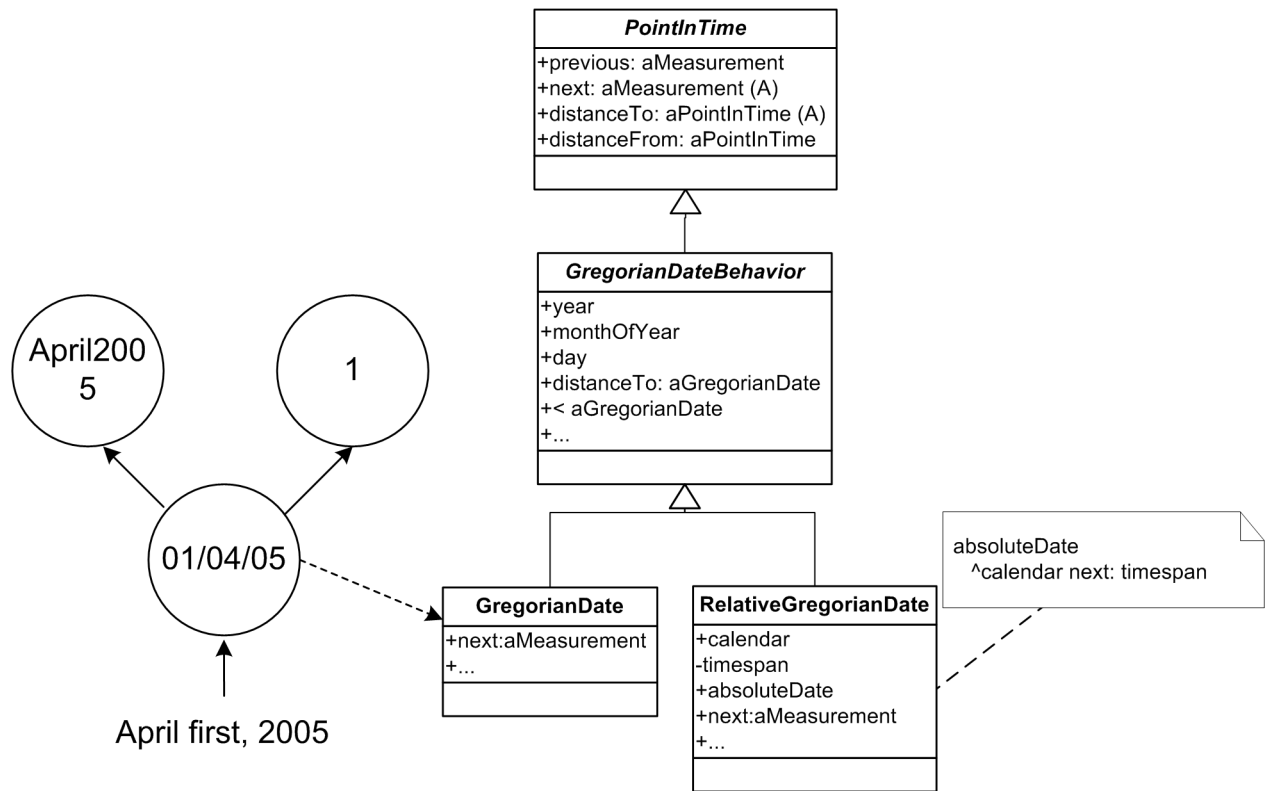 PointInTime
+previous: aMeasurement
+next: aMeasurement (A)
+distanceTo: aPointInTime (A)
+distanceFrom: aPointInTime
GregorianDateBehavior
+year
+monthOfYear
+day
+distanceTo: aGregorianDate
+< aGregorianDate
+...
April200
5
1
01/04/05
April first, 2005
GregorianDate
+next:aMeasurement
+...
RelativeGregorianDate
+calendar
-timespan
+absoluteDate
+next:aMeasurement
+...
absoluteDate
^calendar next: timespan